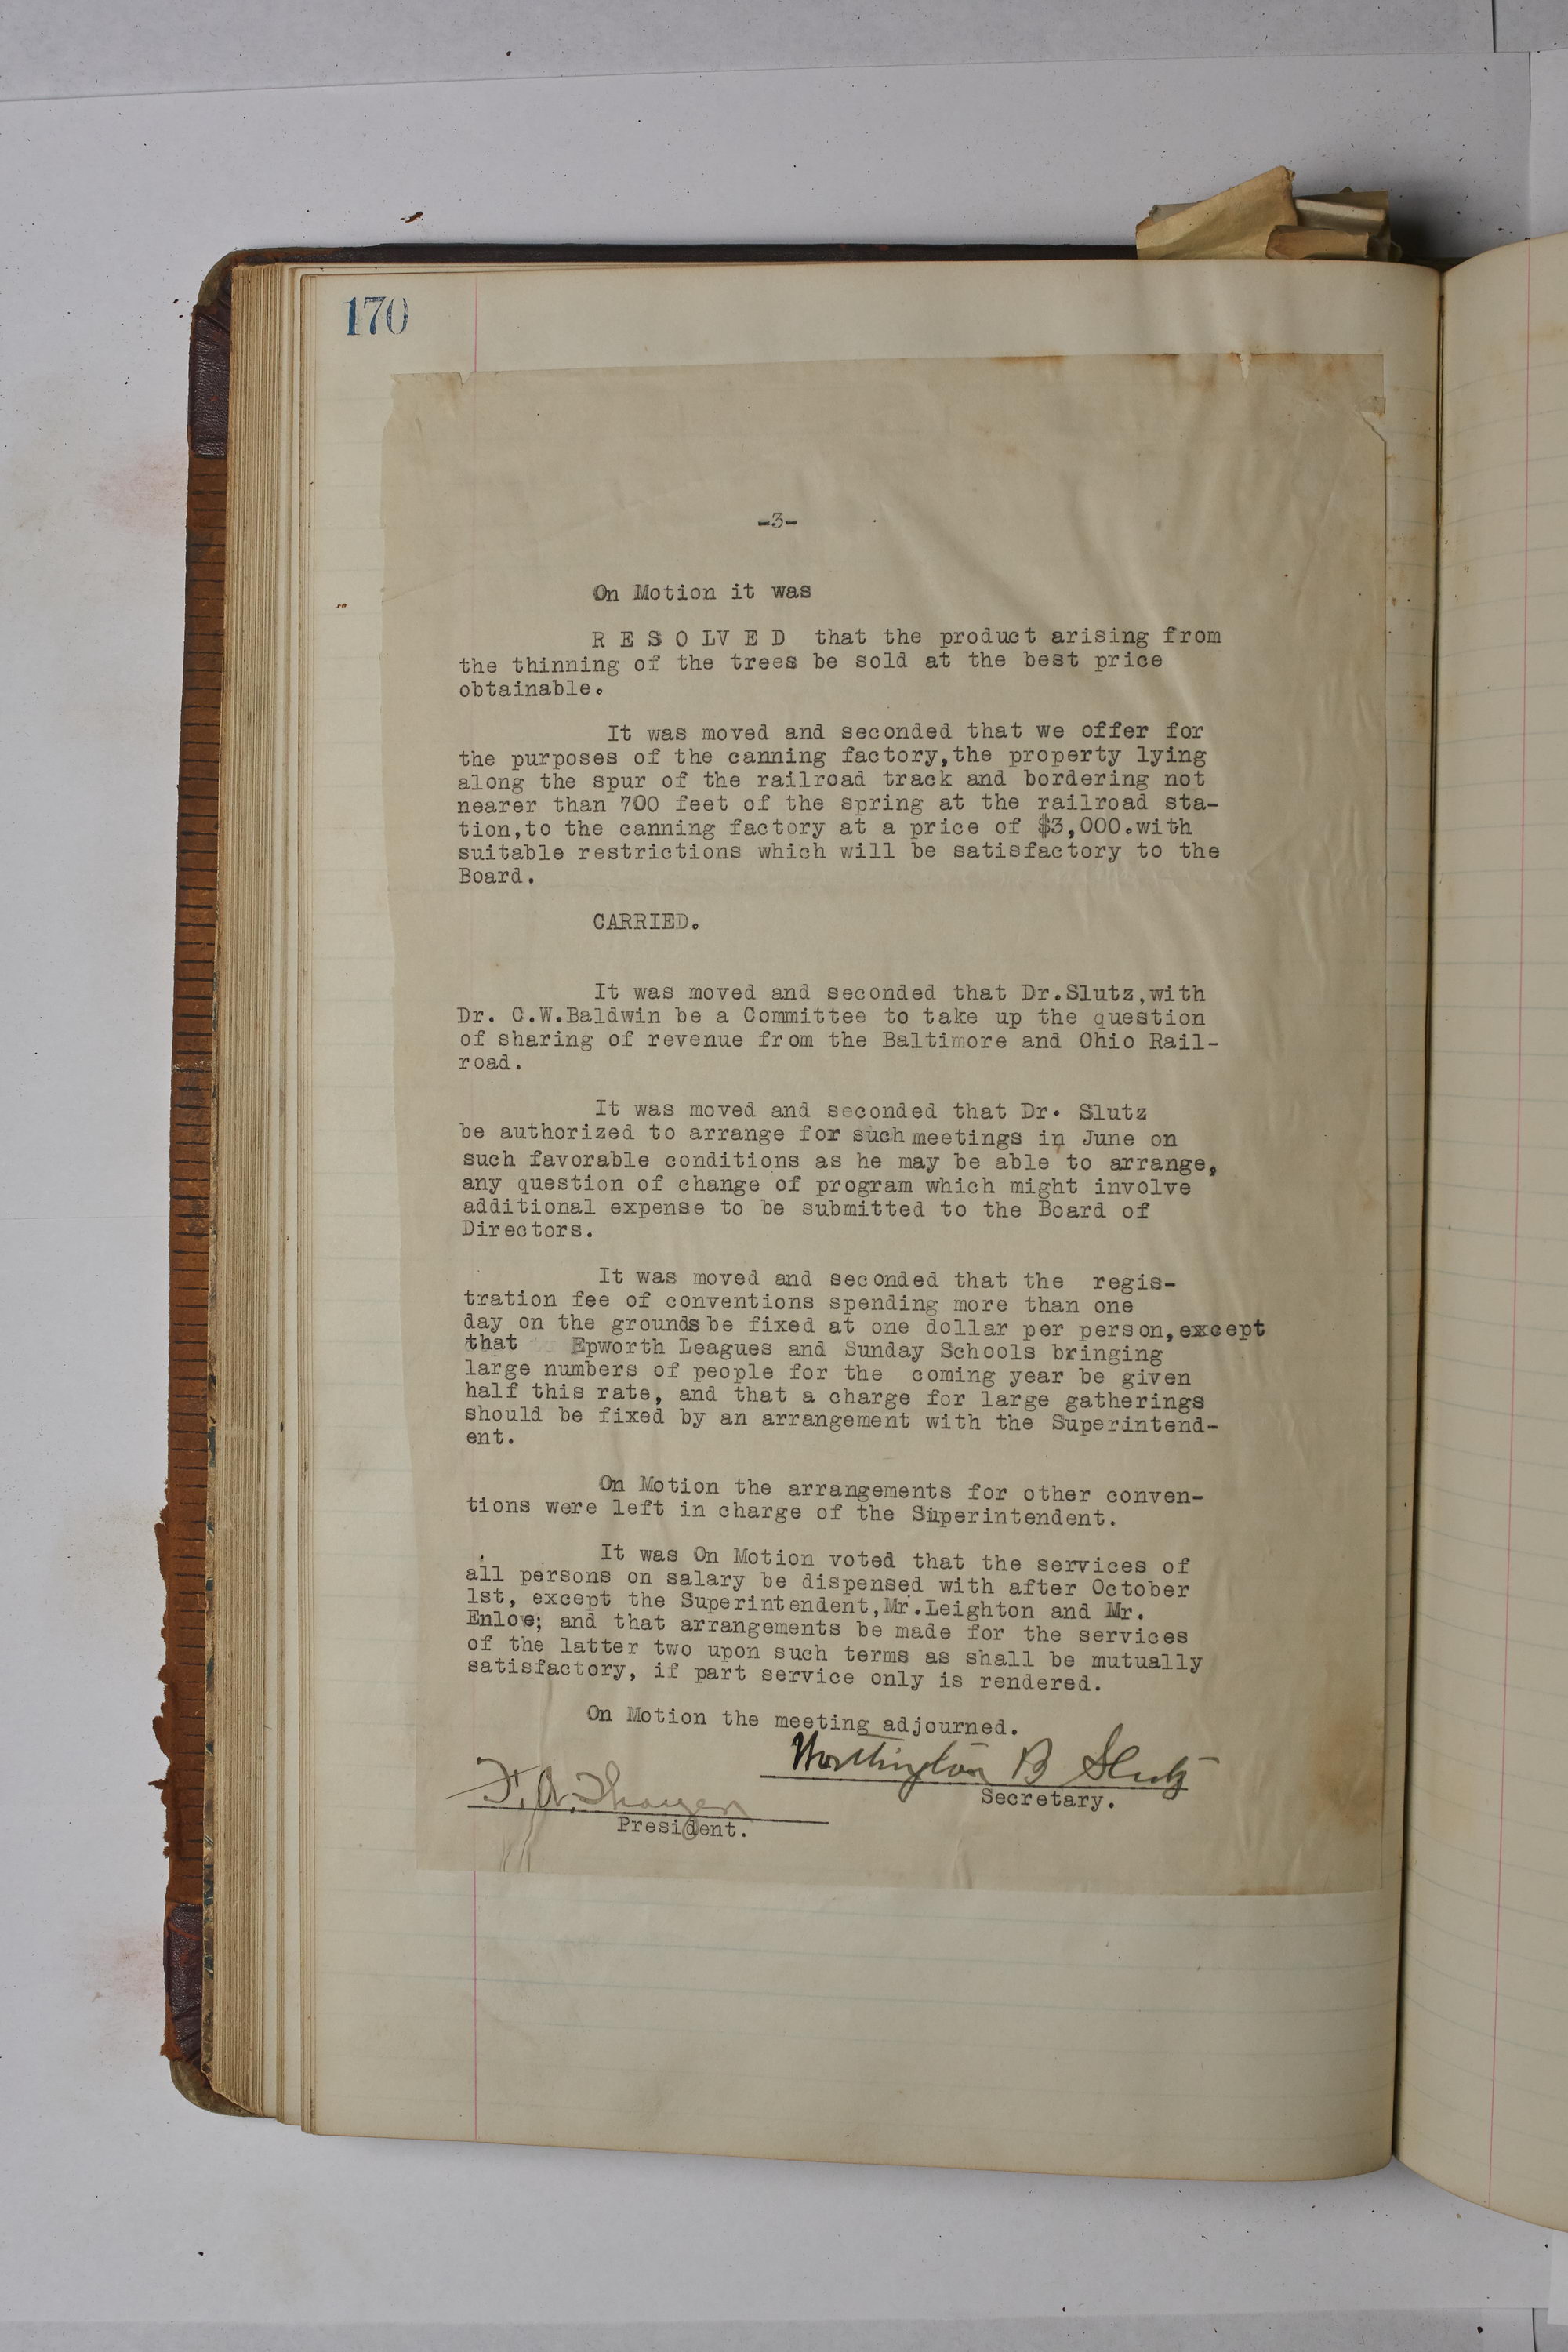 170
-3-
On Motion it was
R E S O LV E D that the product arising from
the thinning of the trees be sold at the best price
obtainable.
It was moved and seconded that we offer for
the purposes of the canning factory,the property lying
along the spur of the railroad track and bordering not
nearer than 700 feet of the spring at the railroad sta-
tion,to the canning factory at a price of $3,000.with
suitable restrictions which will be satisfactory to the
Board.
CARRIED.
It was moved and seconded that Dr.Slutz,with
Dr. C.W.Baldwin be a Committee to take up the question
of sharing of revenue from the Baltimore and Ohio Rail-
road.
It was moved and seconded that Dr. Slutz
be authorized to arrange for such meetings in June on
such favorable conditions as he may be able to arrange,
any question of change of program which might involve
additional expense to be submitted to the Board of
Directors.
It was moved and seconded that the regis-
tration fee of conventions spending more than one
day on the grounds be fixed at one dollar per person,except
that Epworth Leagues and Sunday Schools bringing
large numbers of people for the coming year be given
half this rate, and that a charge for large gatherings
should be fixed by an arrangement with the Superintend-
ent.
On Motion the arrangements for other conven-
tions were left in charge of the Superintendent.
It was On Motion voted that the services of
all persons on salary be dispensed with after October
1st, except the Superintendent,Mr.Leighton and Mr.
Enloe; and that arrangements be made for the services
of the latter two upon such terms as shall be mutually
satisfactory, if part service only is rendered.
On Motion the meeting adjourned.
Worthington B Slutz
Secretary.
F. A. Thayer
President.